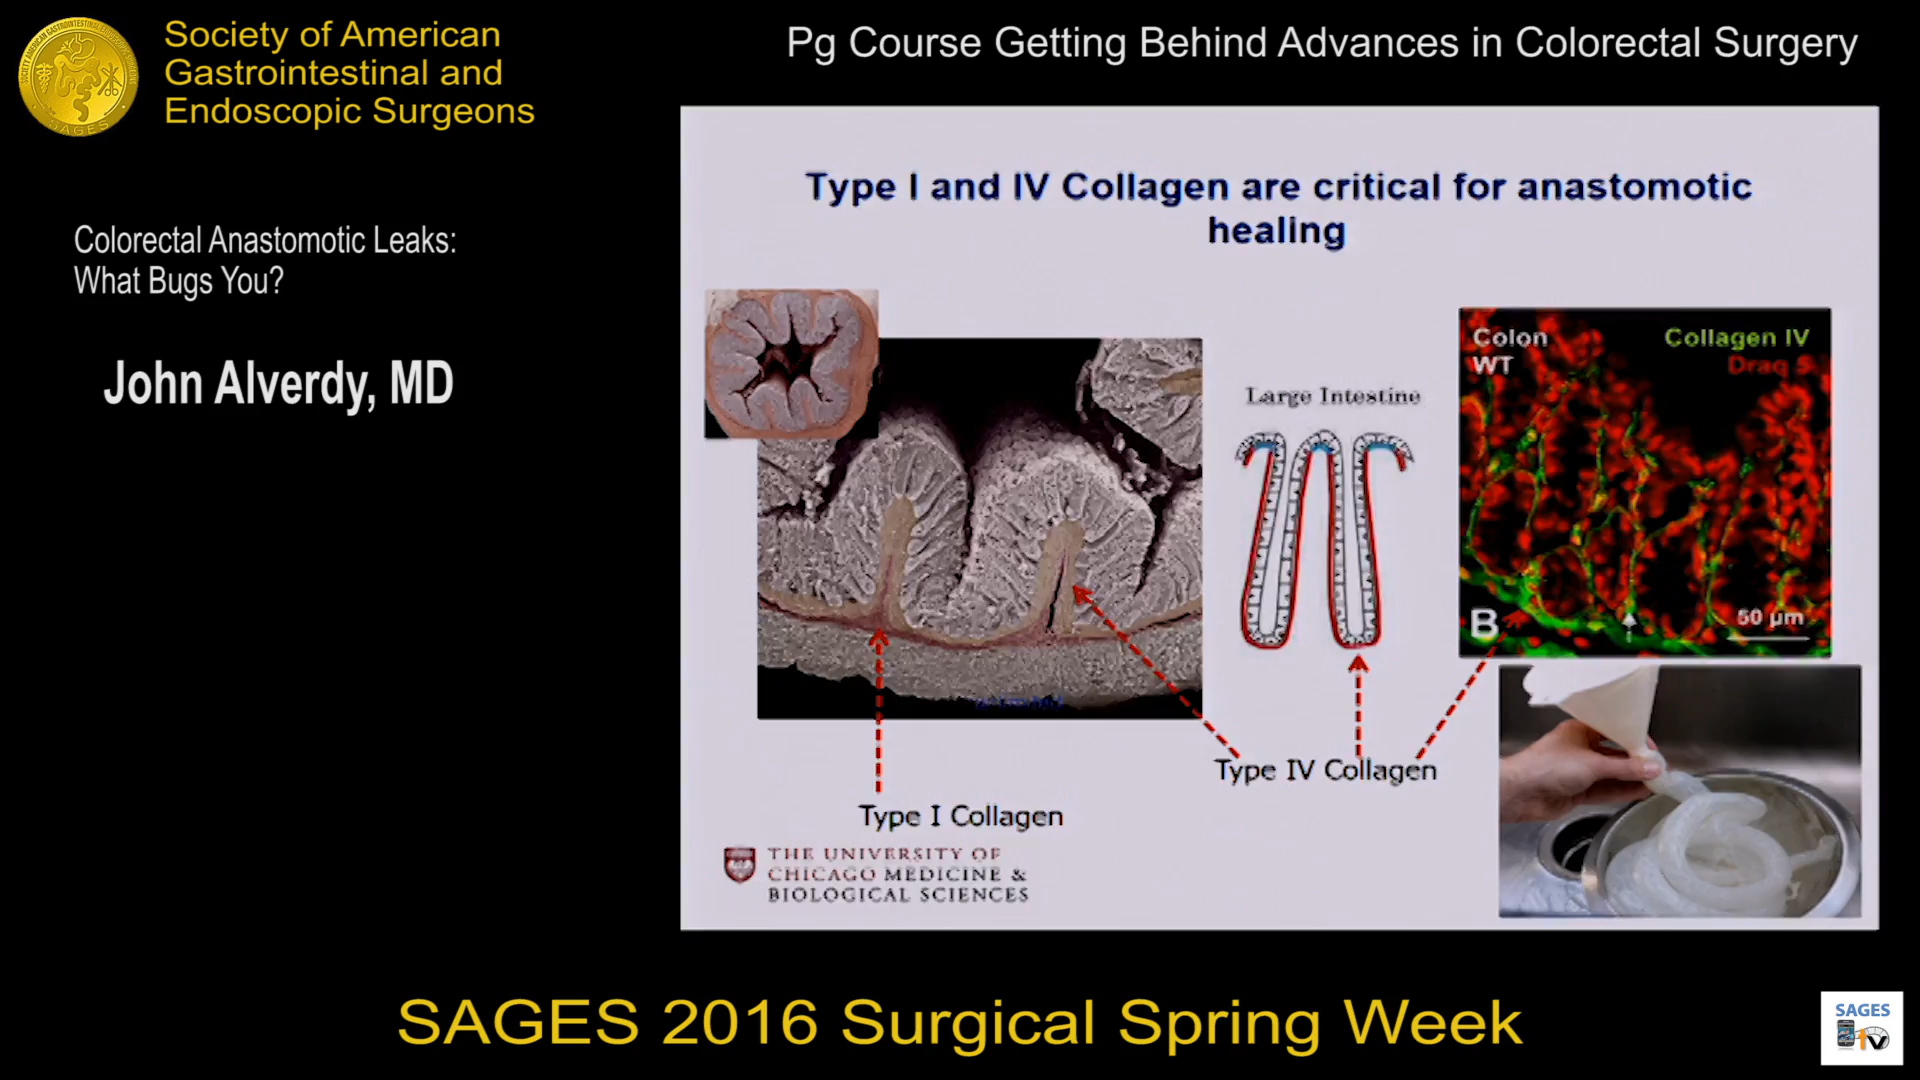 Society of American
Gastrointestinal and
Endoscopic Surgeons
Pg Course Getting Behind Advances in Colorectal Surgery
Colorectal Anastomotic Leaks:
What Bugs You?
John Alverdy, MD
Type I and IV Collagen are critical for anastomotic
healing
Large Intestine
Colon
WT
Collagen IV
Draq 5
B
50 µm
Type IV Collagen
Type I Collagen
THE UNIVERSITY OF
CHICAGO MEDICINE &
BIOLOGICAL SCIENCES
SAGES 2016 Surgical Spring Week
SAGES
TV
SAGES